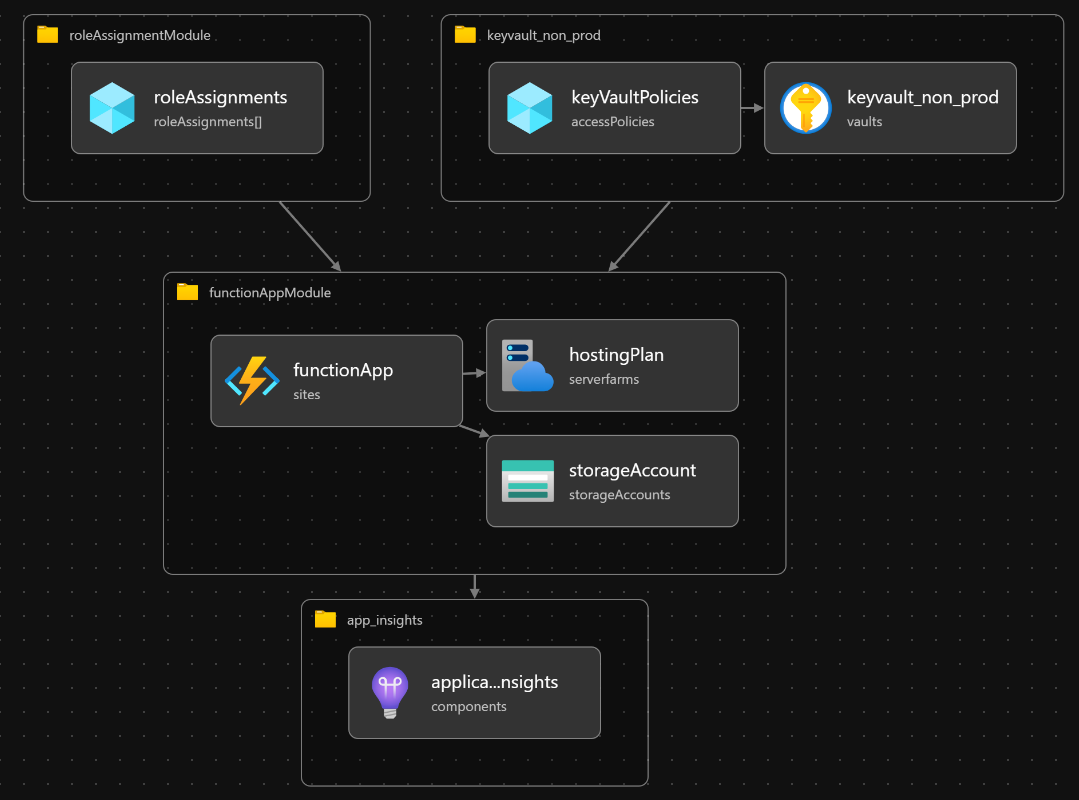 roleAssignmentModule
roleAssignments
roleAssignments[]
keyvault_non_prod
keyVaultPolicies
accessPolicies
keyvault_non_prod
vaults
functionAppModule
functionApp
sites
hostingPlan
serverfarms
storageAccount
storageAccounts
app_insights
applica...nsights
components